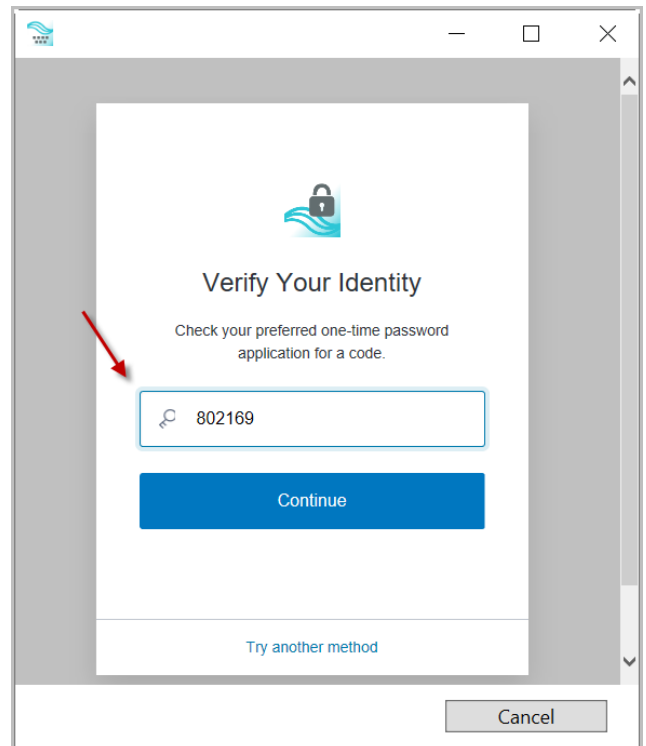 Verify Your Identity
Check your preferred one-time password
application for a code.
802169
Continue
Try another method
Cancel